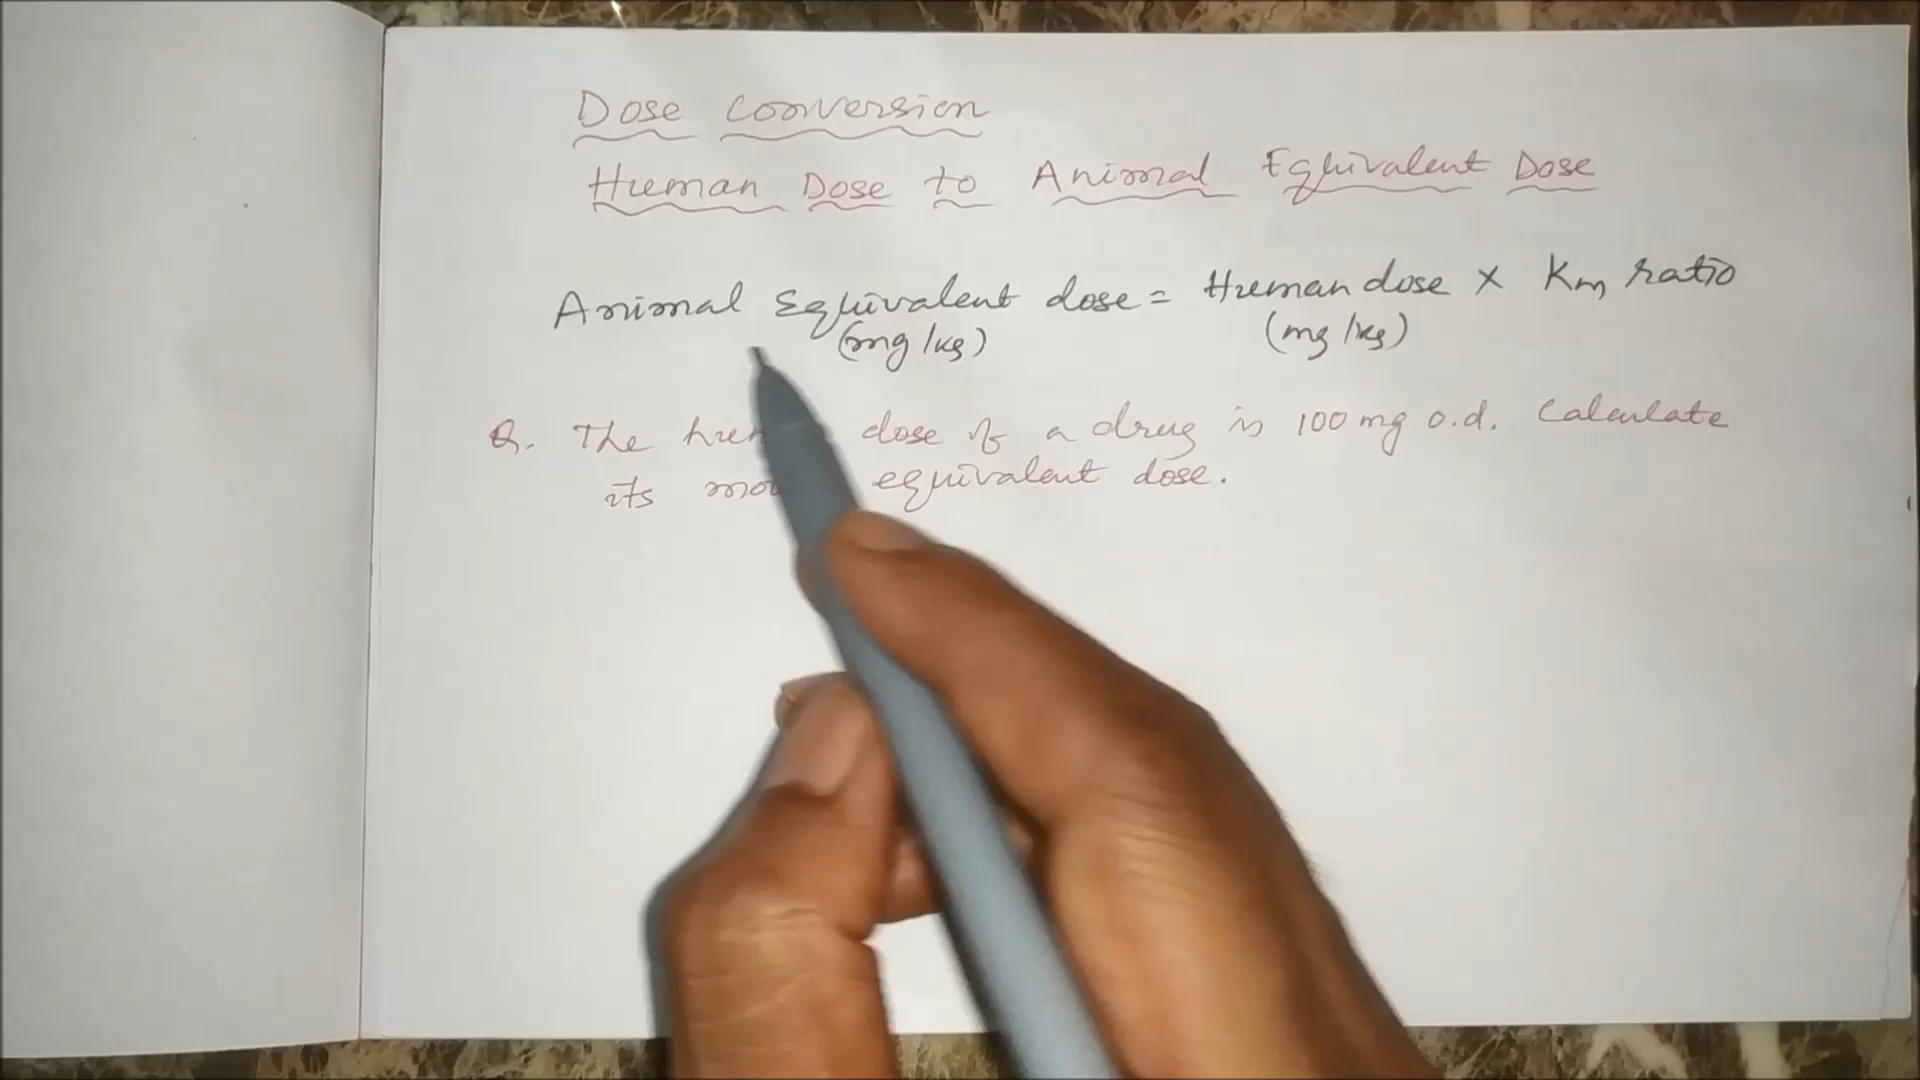 Dose Conversion
Human Dose to Animal Equivalent Dose
Animal Equivalent dose = Human dose × Km ratio
(mg/kg) (mg/kg)
Q. The dose of a drug is 100 mg o.d. Calculate
its equivalent dose.